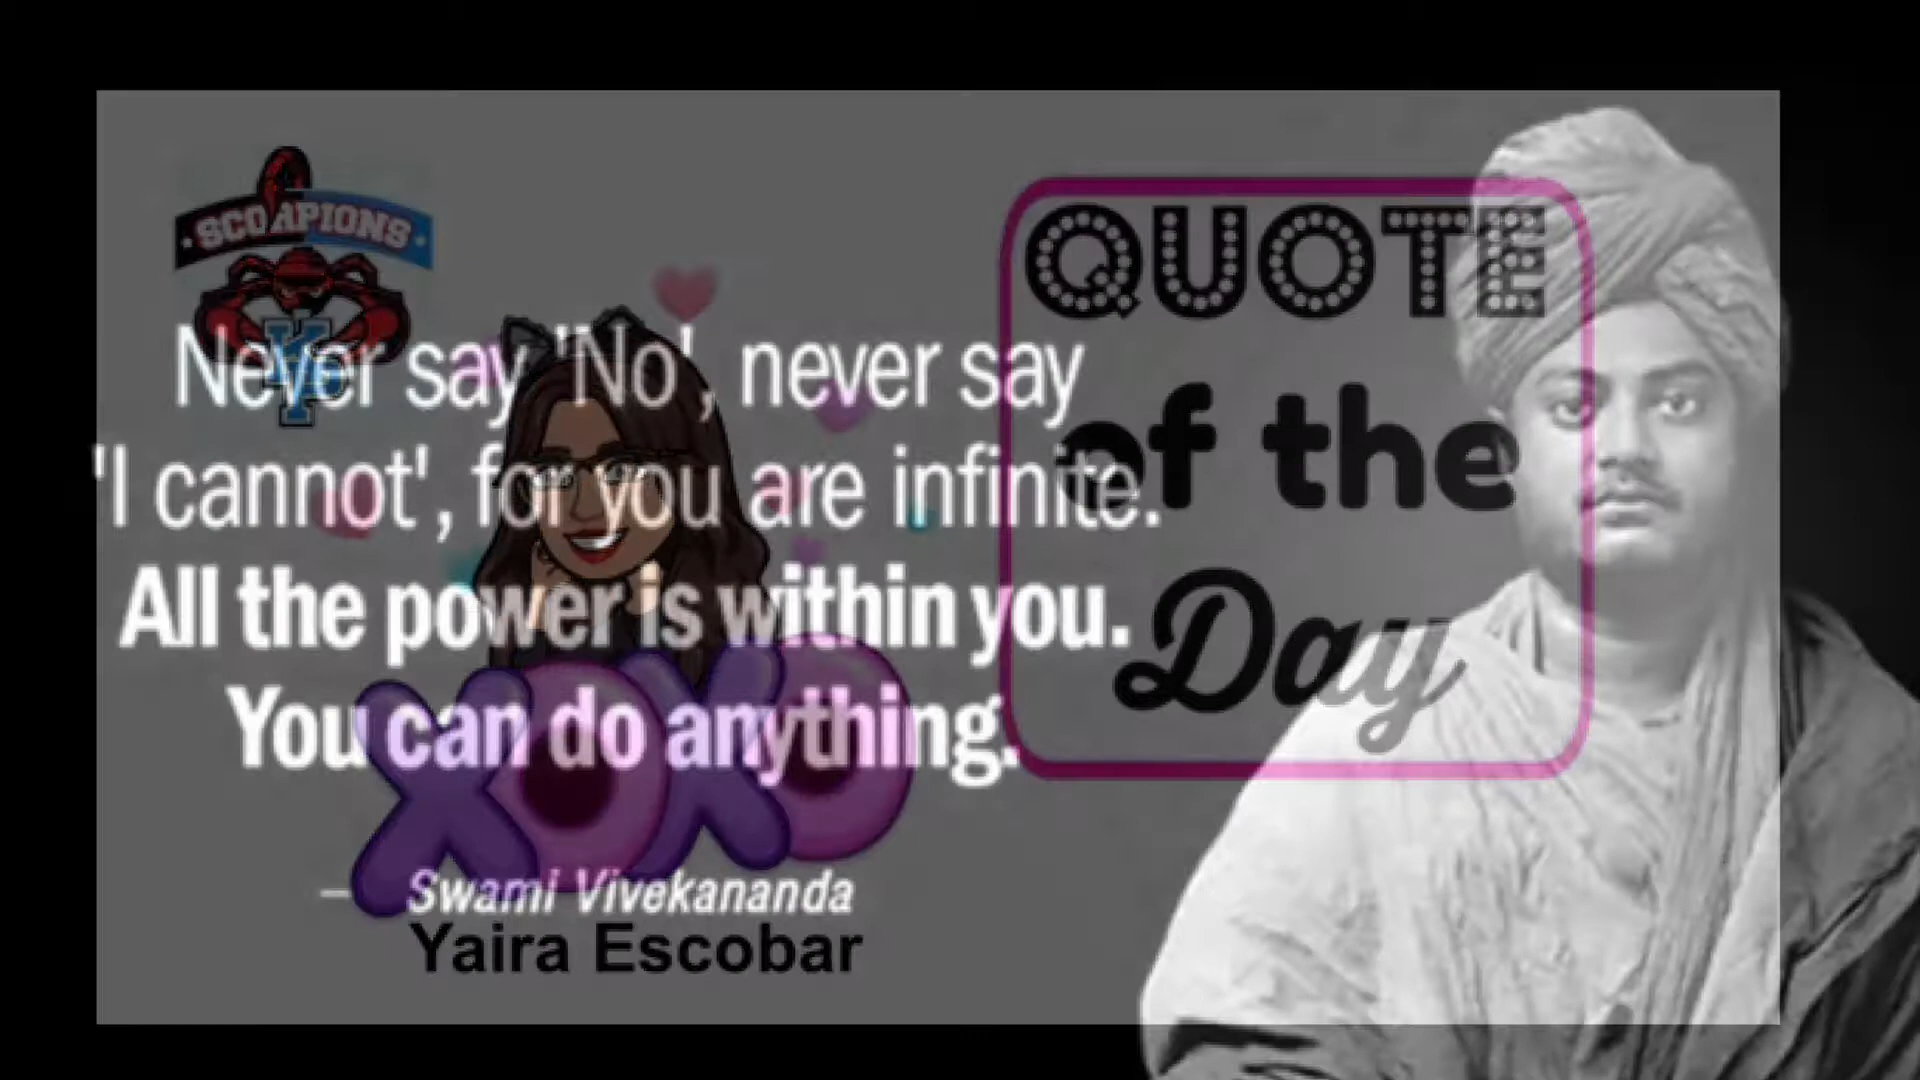 SCORPIONS
QUOTE
of the
Day
Never say 'No', never say
'I cannot', for you are infinite.
All the power is within you.
You can do anything.
XOXO
— Swami Vivekananda
Yaira Escobar